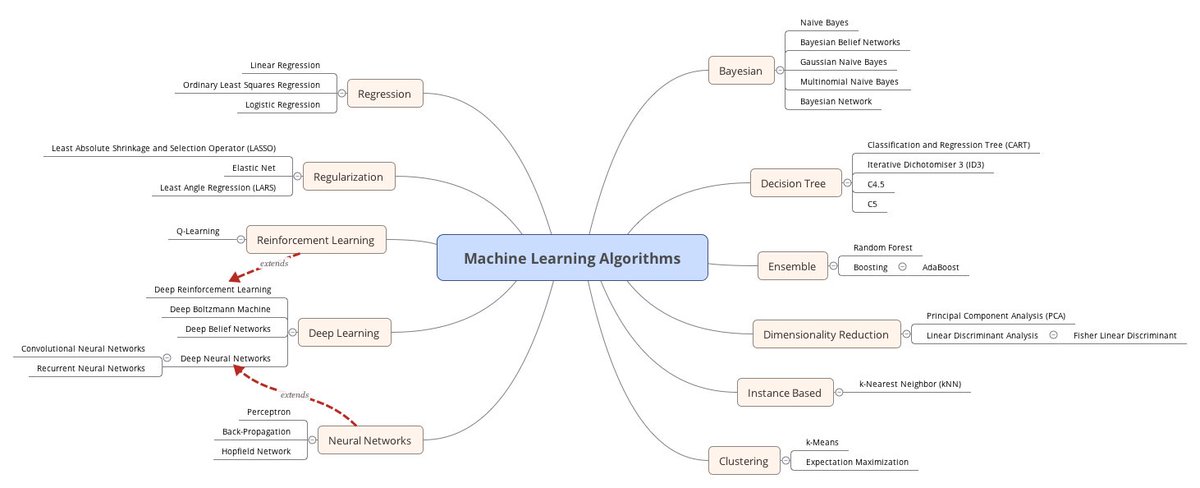 Machine Learning Algorithms
Regression
Linear Regression
Ordinary Least Squares Regression
Logistic Regression
Regularization
Least Absolute Shrinkage and Selection Operator (LASSO)
Elastic Net
Least Angle Regression (LARS)
Reinforcement Learning
Q-Learning
extends
Deep Learning
Deep Reinforcement Learning
Deep Boltzmann Machine
Deep Belief Networks
Deep Neural Networks
Convolutional Neural Networks
Recurrent Neural Networks
extends
Neural Networks
Perceptron
Back-Propagation
Hopfield Network
Bayesian
Naive Bayes
Bayesian Belief Networks
Gaussian Naive Bayes
Multinomial Naive Bayes
Bayesian Network
Decision Tree
Classification and Regression Tree (CART)
Iterative Dichotomiser 3 (ID3)
C4.5
C5
Ensemble
Random Forest
Boosting
AdaBoost
Dimensionality Reduction
Principal Component Analysis (PCA)
Linear Discriminant Analysis
Fisher Linear Discriminant
Instance Based
k-Nearest Neighbor (kNN)
Clustering
k-Means
Expectation Maximization